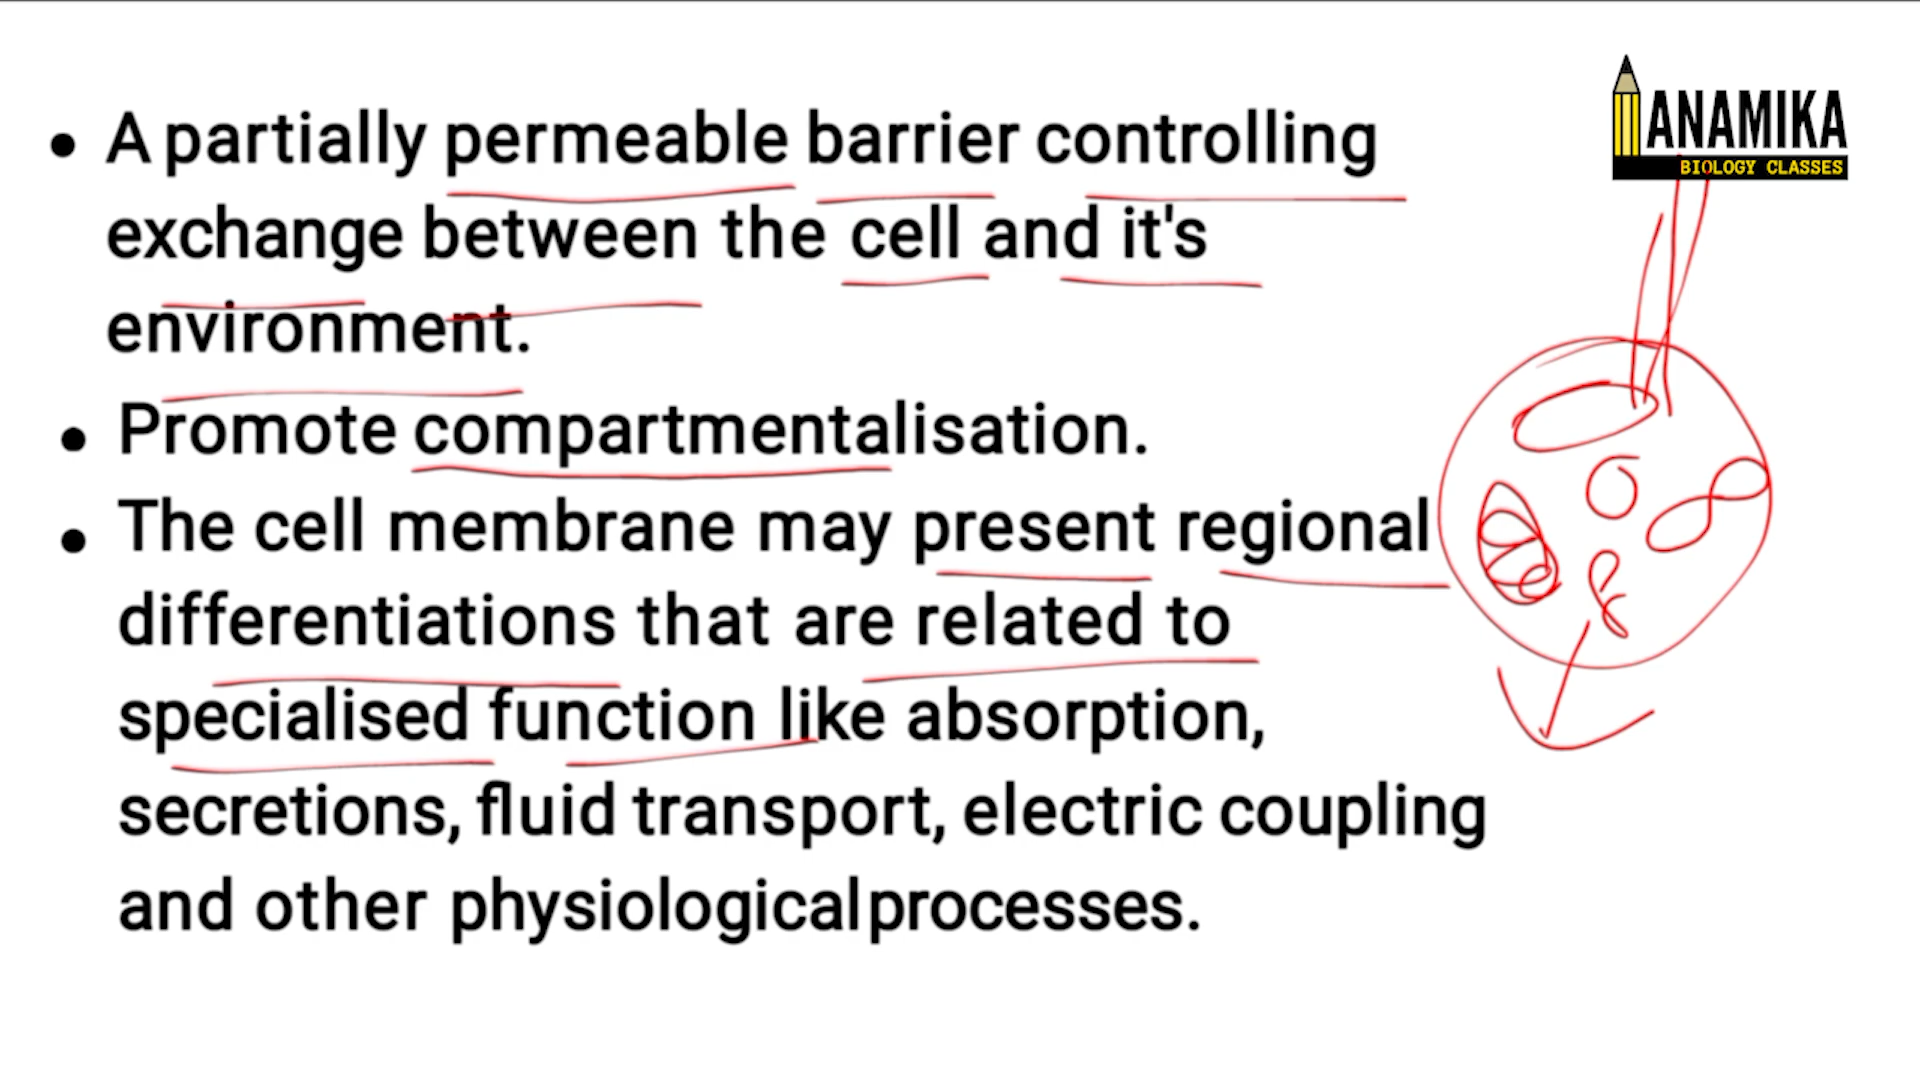 ANAMIKA
BIOLOGY CLASSES
• A partially permeable barrier controlling
exchange between the cell and it's
environment.
• Promote compartmentalisation.
• The cell membrane may present regional
differentiations that are related to
specialised function like absorption,
secretions, fluid transport, electric coupling
and other physiological processes.